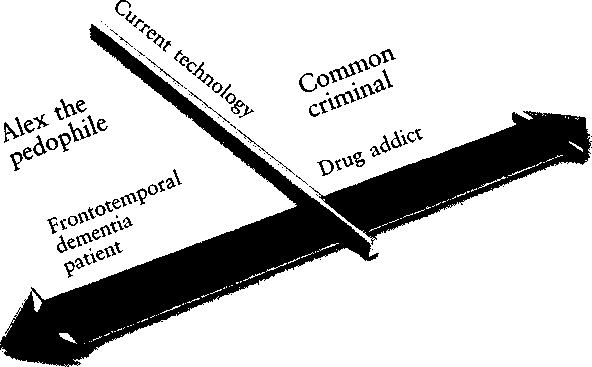 Current technology
Common
criminal
Alex the
pedophile
Drug addict
Frontotemporal
dementia
patient